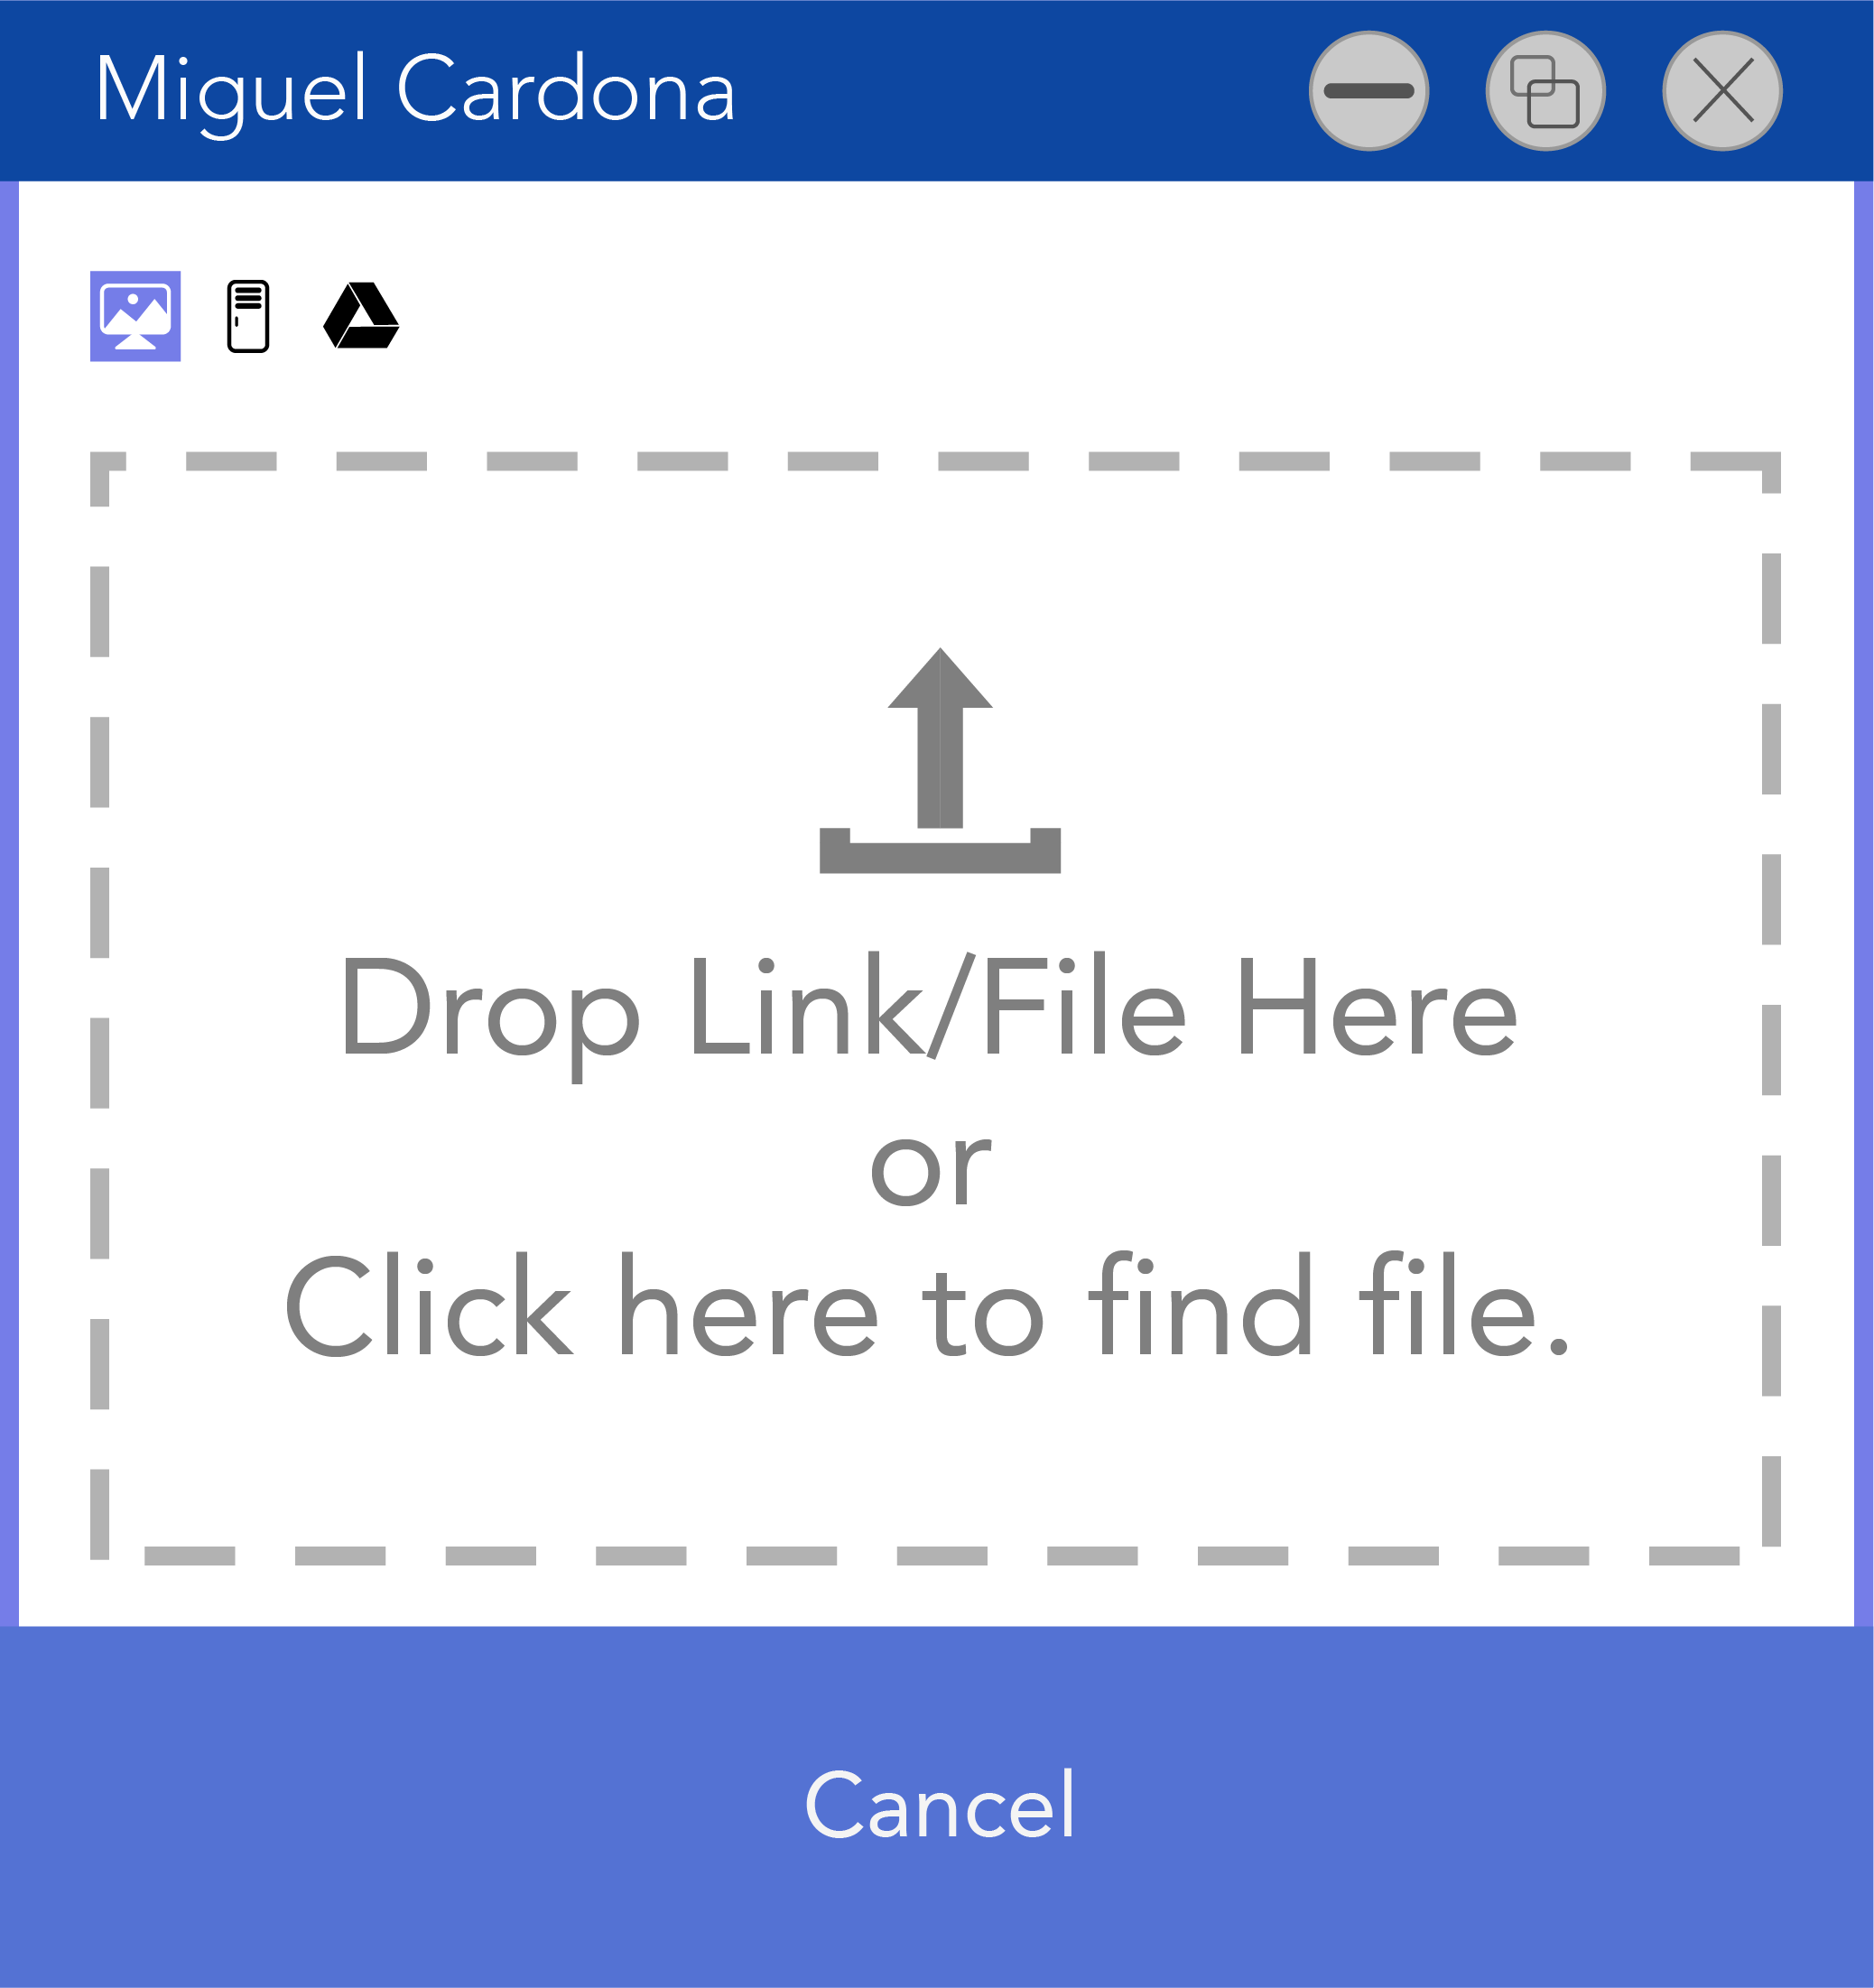 Miguel Cardona
Drop Link/File Here
or
Click here to find file.
Cancel